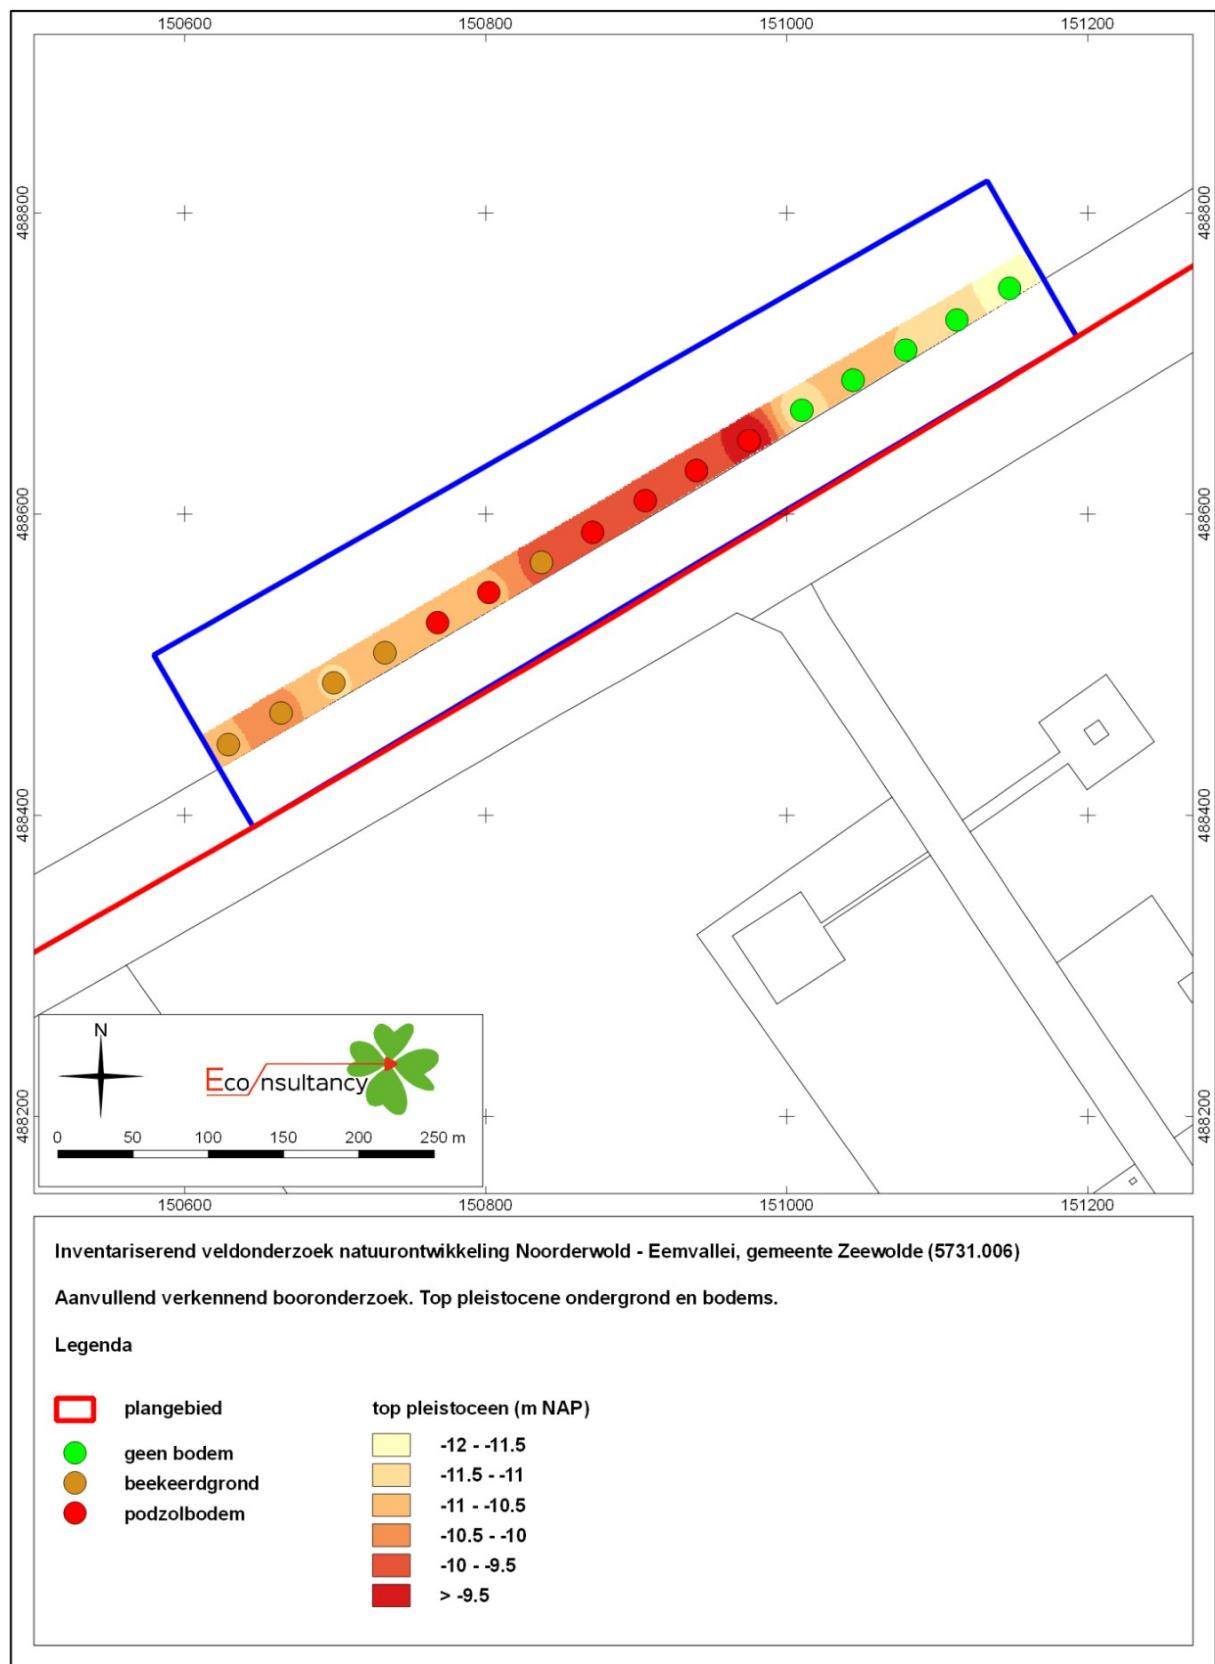 150600 150800 151000 151200
488800 488800
488600 488600
488400 488400
488200 488200
N
Econsultancy
0 50 100 150 200 250 m
150600 150800 151000 151200
Inventariserend veldonderzoek natuurontwikkeling Noorderwold - Eemvallei, gemeente Zeewolde (5731.006)
Aanvullend verkennend booronderzoek. Top pleistocene ondergrond en bodems.
Legenda
plangebied
geen bodem
beekeerdgrond
podzolbodem
top pleistoceen (m NAP)
-12 - -11.5
-11.5 - -11
-11 - -10.5
-10.5 - -10
-10 - -9.5
> -9.5